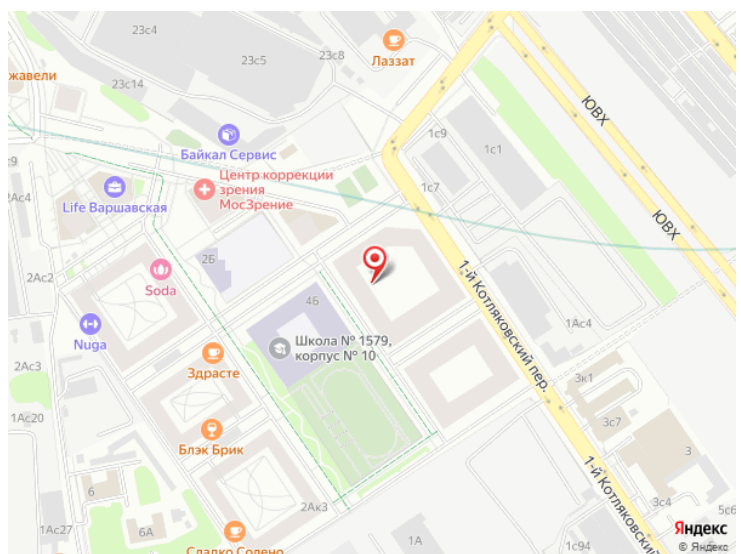 23с4
23с5
23с8
Лаззат
жавели
23с14
ЮВХ
1с9
1с1
Байкал Сервис
с9
2Ас4
Центр коррекции
зрения
МосЗрение
1с7
Life Варшавская
ЮВХ
2Б
2Ас2
Soda
4Б
1-й Котляковский пер.
1Ас4
Nuga
Школа № 1579,
корпус № 10
2Ас3
Здрасте
3к1
1Ас20
3с7
Блэк Брик
3
6
2Ак3
1-й Котляковский
3с4
5с6
1Ас27
6А
Сладко Солено
1А
1с94
Яндекс
© Яндекс